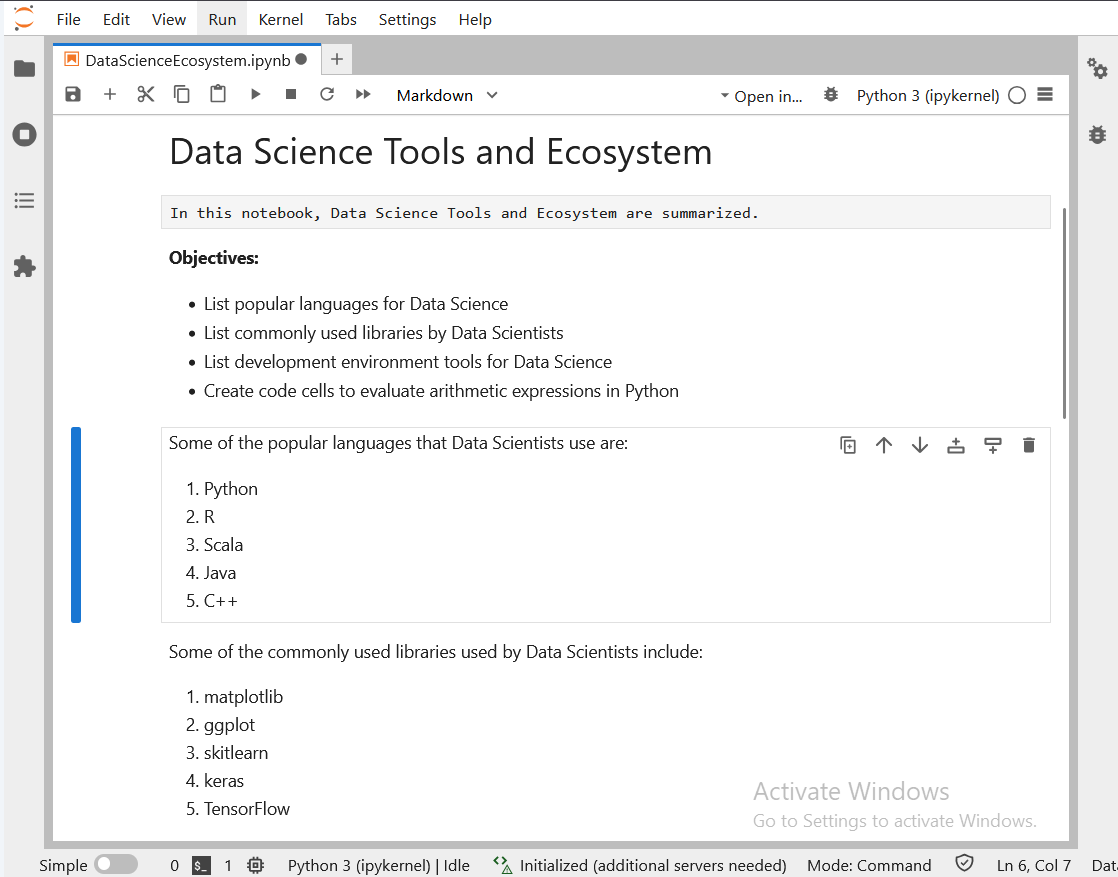 File Edit View Run Kernel Tabs Settings Help
DataScienceEcosystem.ipynb
Markdown Open in... Python 3 (ipykernel)
Data Science Tools and Ecosystem
In this notebook, Data Science Tools and Ecosystem are summarized.
Objectives:
• List popular languages for Data Science
• List commonly used libraries by Data Scientists
• List development environment tools for Data Science
• Create code cells to evaluate arithmetic expressions in Python
Some of the popular languages that Data Scientists use are:
1. Python
2. R
3. Scala
4. Java
5. C++
Some of the commonly used libraries used by Data Scientists include:
1. matplotlib
2. ggplot
3. skitlearn
4. keras
5. TensorFlow
Activate Windows
Go to Settings to activate Windows.
Simple 0 $_ 1 Python 3 (ipykernel) | Idle Initialized (additional servers needed) Mode: Command Ln 6, Col 7 Dat